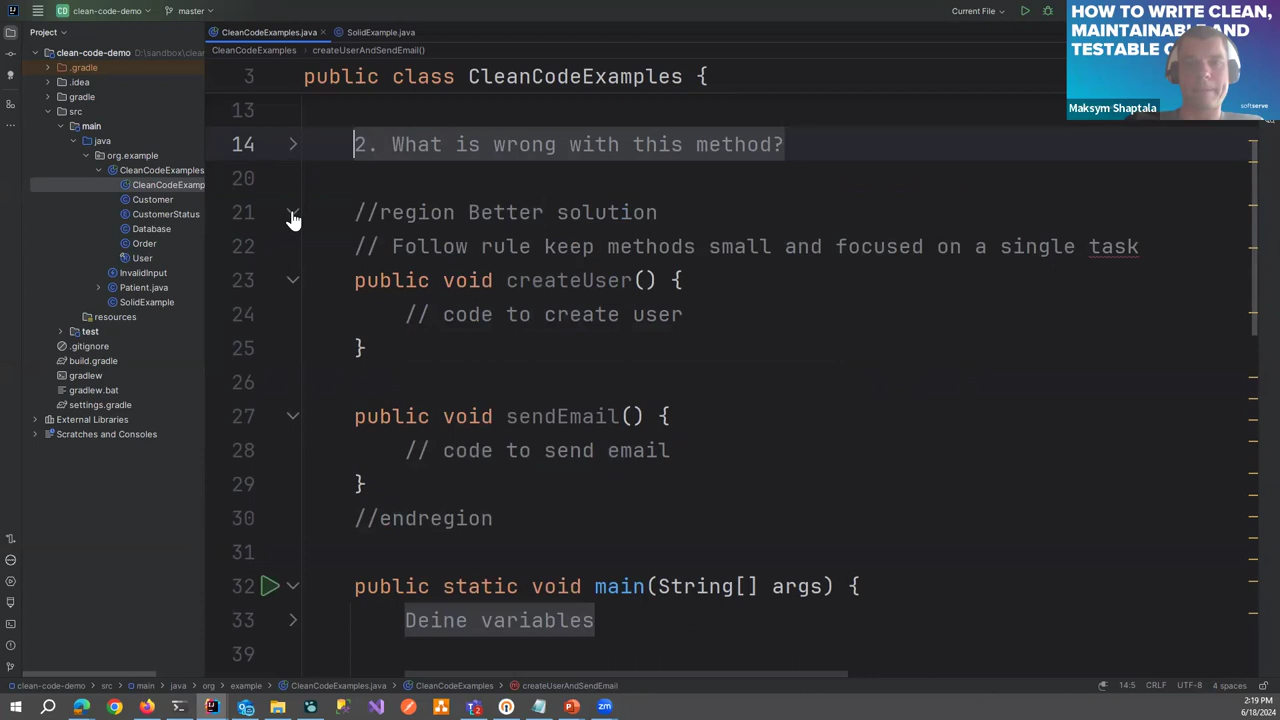 clean-code-demo
master
Current File
Project
CleanCodeExamples.java
SolidExample.java
CleanCodeExamples
createUserAndSendEmail()
clean-code-demo D:\sandbox\clean
.gradle
.idea
gradle
src
main
java
org.example
CleanCodeExamples
CleanCodeExamp
Customer
CustomerStatus
Database
Order
User
InvalidInput
Patient.java
SolidExample
resources
test
.gitignore
build.gradle
gradlew
gradlew.bat
settings.gradle
External Libraries
Scratches and Consoles
3 public class CleanCodeExamples {
13
14 2. What is wrong with this method?
20
21 //region Better solution
22 // Follow rule keep methods small and focused on a single task
23 public void createUser() {
24 // code to create user
25 }
26
27 public void sendEmail() {
28 // code to send email
29 }
30 //endregion
31
32 public static void main(String[] args) {
33 Deine variables
39
HOW TO WRITE CLEAN,
MAINTAINABLE AND
TESTABLE
Maksym Shaptala
softserve
clean-code-demo
src
main
java
org
example
CleanCodeExamples.java
CleanCodeExamples
createUserAndSendEmail
14:5
CRLF
UTF-8
4 spaces
2:19 PM
6/18/2024